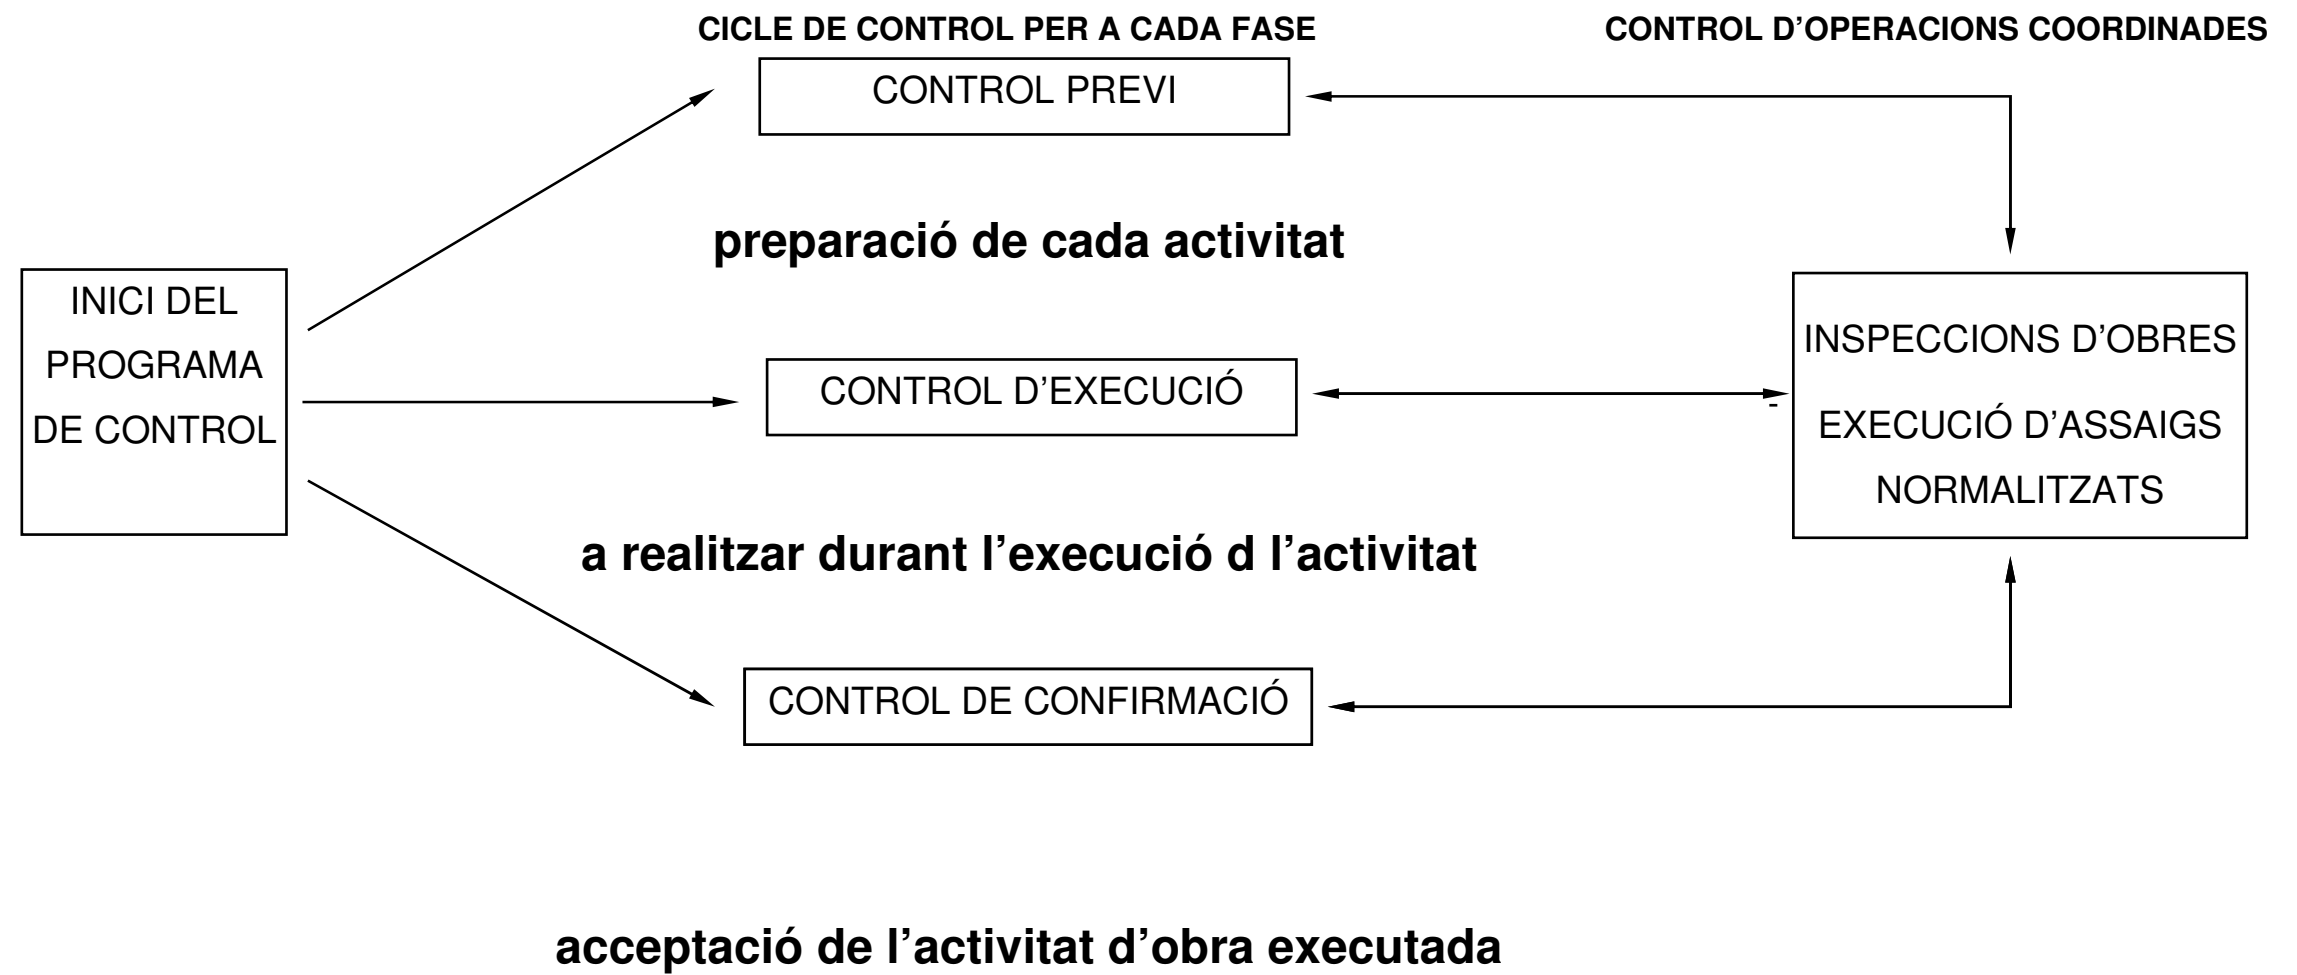 CICLE DE CONTROL PER A CADA FASE
CONTROL D’OPERACIONS COORDINADES
CONTROL PREVI
preparació de cada activitat
INICI DEL
PROGRAMA
DE CONTROL
CONTROL D’EXECUCIÓ
-
INSPECCIONS D’OBRES
EXECUCIÓ D’ASSAIGS
NORMALITZATS
a realitzar durant l’execució d l’activitat
CONTROL DE CONFIRMACIÓ
acceptació de l’activitat d’obra executada